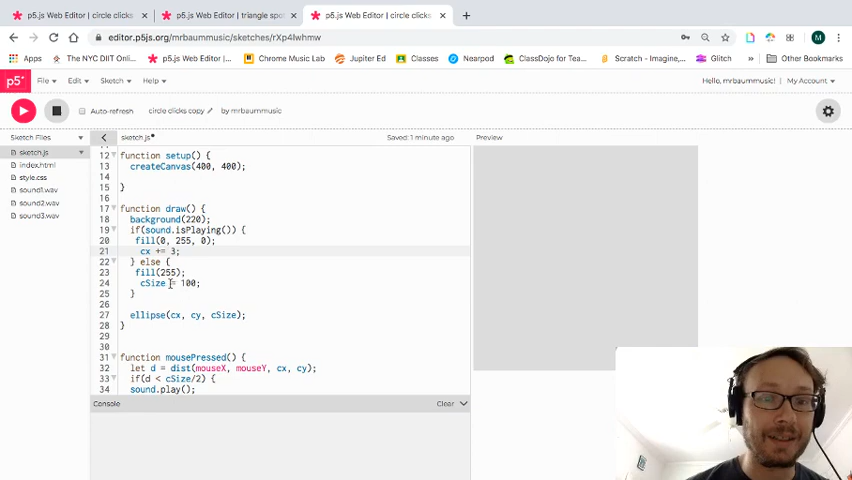 p5.js Web Editor | circle clicks
p5.js Web Editor | triangle spot
p5.js Web Editor | circle clicks
editor.p5js.org/mrbaummusic/sketches/rXp4lwhmw
Apps
The NYC DIIT Onli...
p5.js Web Editor |...
Chrome Music Lab
Jupiter Ed
Classes
Nearpod
ClassDojo for Tea...
Scratch - Imagine,...
Glitch
Other Bookmarks
p5*
File
Edit
Sketch
Help
Hello, mrbaummusic!
My Account
Auto-refresh
circle clicks copy
by mrbaummusic
Sketch Files
sketch.js
Saved: 1 minute ago
Preview
sketch.js
index.html
style.css
sound1.wav
sound2.wav
sound3.wav
12 function setup() {
13 createCanvas(400, 400);
14
15 }
16
17 function draw() {
18 background(220);
19 if(sound.isPlaying()) {
20 fill(0, 255, 0);
21 cx += 3;
22 } else {
23 fill(255);
24 cSize = 100;
25 }
26
27 ellipse(cx, cy, cSize);
28 }
29
30
31 function mousePressed() {
32 let d = dist(mouseX, mouseY, cx, cy);
33 if(d < cSize/2) {
34 sound.play();
Console
Clear